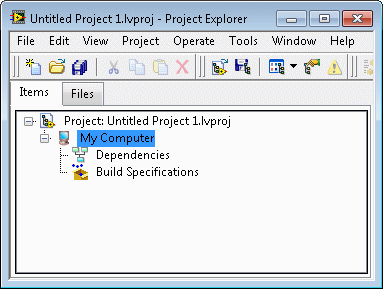 Untitled Project 1.lvproj - Project Explorer
File Edit View Project Operate Tools Window Help
Items Files
Project: Untitled Project 1.lvproj
My Computer
Dependencies
Build Specifications